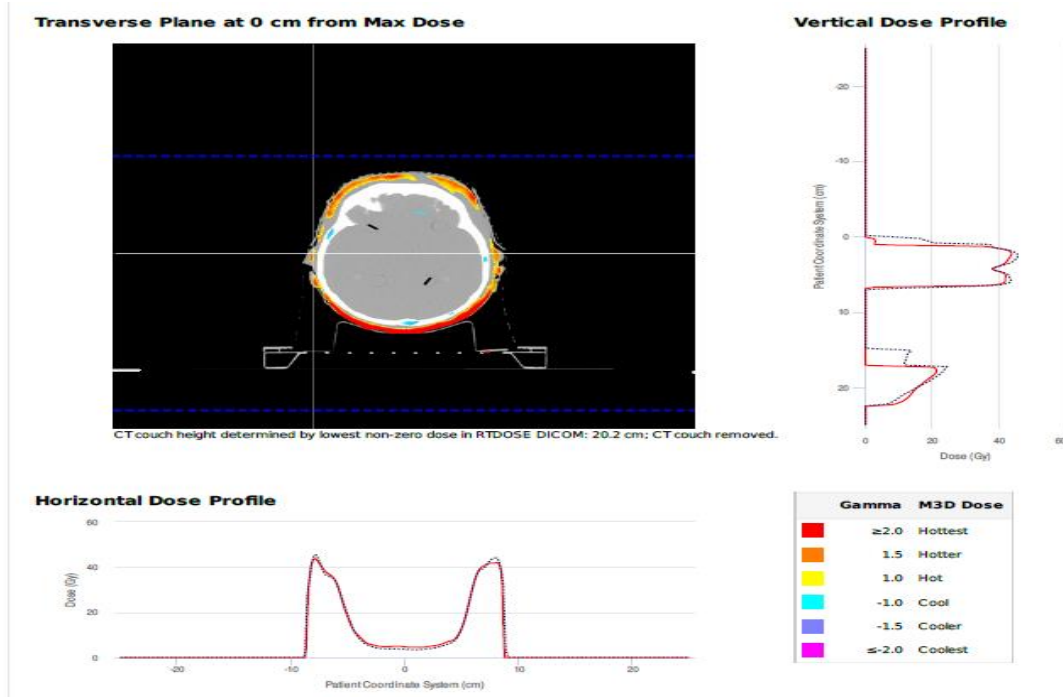 Transverse Plane at 0 cm from Max Dose
CT couch height determined by lowest non-zero dose in RTDOSE DICOM: 20.2 cm; CT couch removed.
Vertical Dose Profile
Patient Coordinate System (cm)
-20
-10
0
10
20
0 20 40 60
Dose (Gy)
Horizontal Dose Profile
Dose (Gy)
60
40
20
0
-20 -10 0 10 20
Patient Coordinate System (cm)
Gamma M3D Dose
≥2.0 Hottest
1.5 Hotter
1.0 Hot
-1.0 Cool
-1.5 Cooler
≤-2.0 Coolest